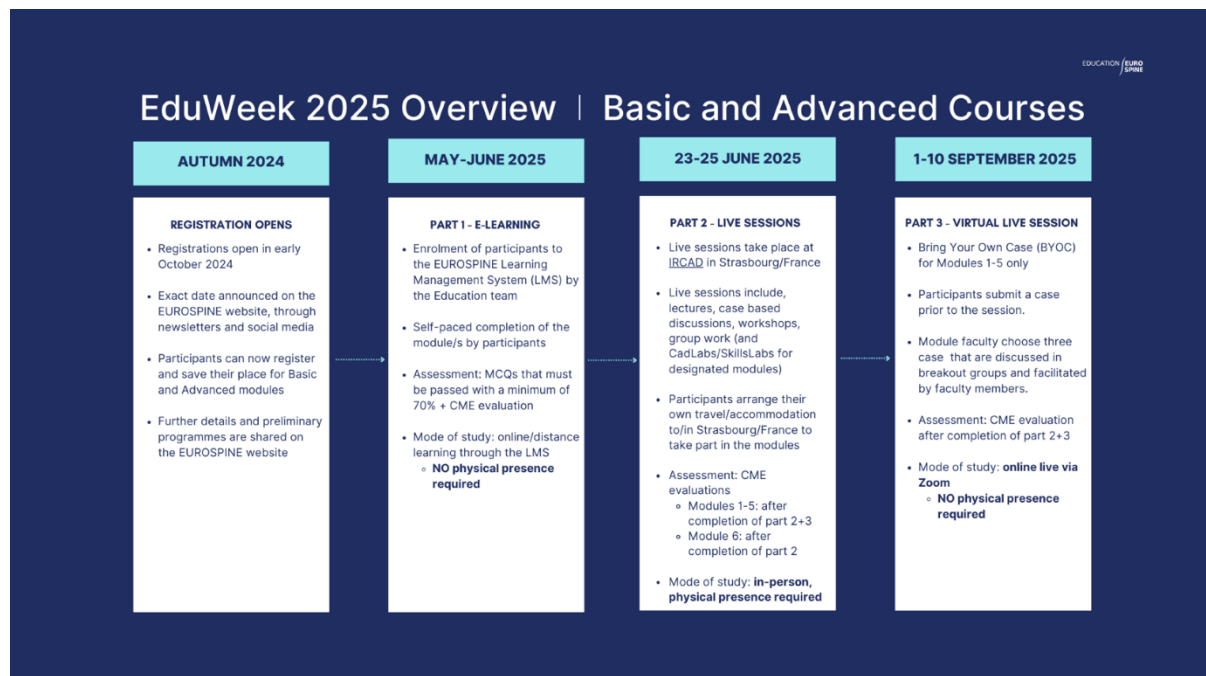 EDUCATION EURO
SPINE
EduWeek 2025 Overview | Basic and Advanced Courses
AUTUMN 2024
REGISTRATION OPENS
• Registrations open in early
October 2024
• Exact date announced on the
EUROSPINE website, through
newsletters and social media
• Participants can now register
and save their place for Basic
and Advanced modules
• Further details and preliminary
programmes are shared on
the EUROSPINE website
MAY-JUNE 2025
PART 1 - E-LEARNING
• Enrolment of participants to
the EUROSPINE Learning
Management System (LMS) by
the Education team
• Self-paced completion of the
module/s by participants
• Assessment: MCQs that must
be passed with a minimum of
70% + CME evaluation
• Mode of study: online/distance
learning through the LMS
◦ NO physical presence
required
23-25 JUNE 2025
PART 2 - LIVE SESSIONS
• Live sessions take place at
IRCAD in Strasbourg/France
• Live sessions include,
lectures, case based
discussions, workshops,
group work (and
CadLabs/SkillsLabs for
designated modules)
• Participants arrange their
own travel/accommodation
to/in Strasbourg/France to
take part in the modules
• Assessment: CME
evaluations
◦ Modules 1-5: after
completion of part 2+3
◦ Module 6: after
completion of part 2
• Mode of study: in-person,
physical presence required
1-10 SEPTEMBER 2025
PART 3 - VIRTUAL LIVE SESSION
• Bring Your Own Case (BYOC)
for Modules 1-5 only
• Participants submit a case
prior to the session.
• Module faculty choose three
case that are discussed in
breakout groups and facilitated
by faculty members.
• Assessment: CME evaluation
after completion of part 2+3
• Mode of study: online live via
Zoom
◦ NO physical presence
required